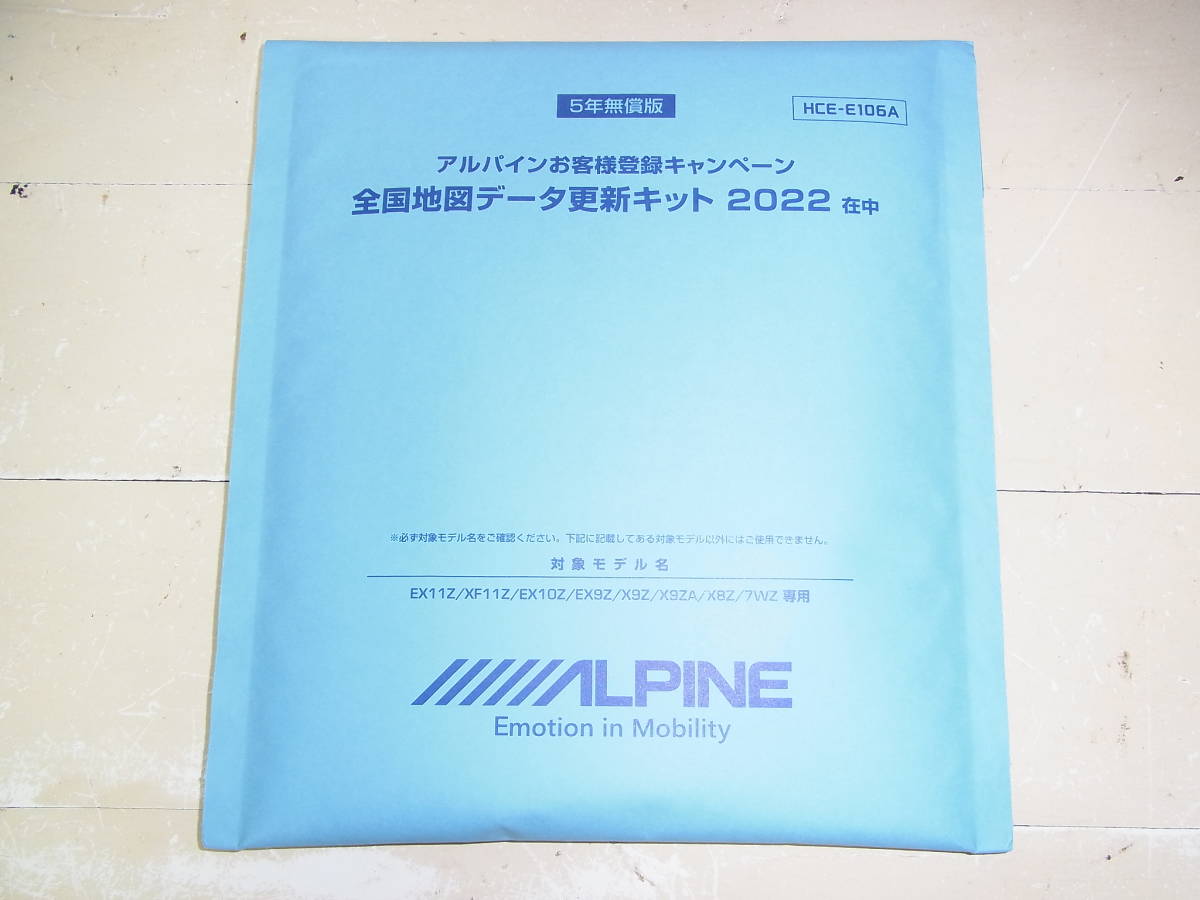 5年無償版
HCE-E106A
アルパインお客様登録キャンペーン
全国地図データ更新キット 2022 在中
※必ず対象モデル名をご確認ください。下記に記載してある対象モデル以外にはご使用できません。
対象モデル名
EX11Z/XF11Z/EX10Z/EX9Z/X9Z/X9ZA/X8Z/7WZ 専用
ALPINE
Emotion in Mobility